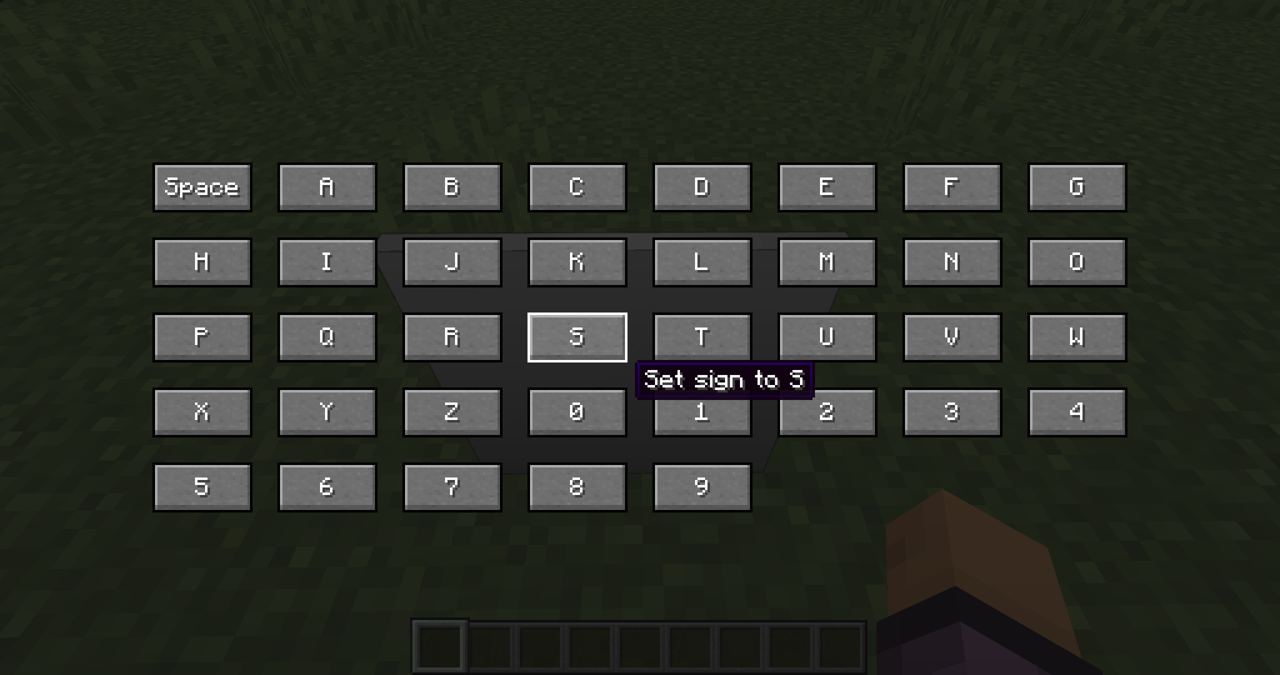 Space A B C D E F G
H I J K L M N O
P Q R S T U V W
Set sign to S
X Y Z 0 1 2 3 4
5 6 7 8 9